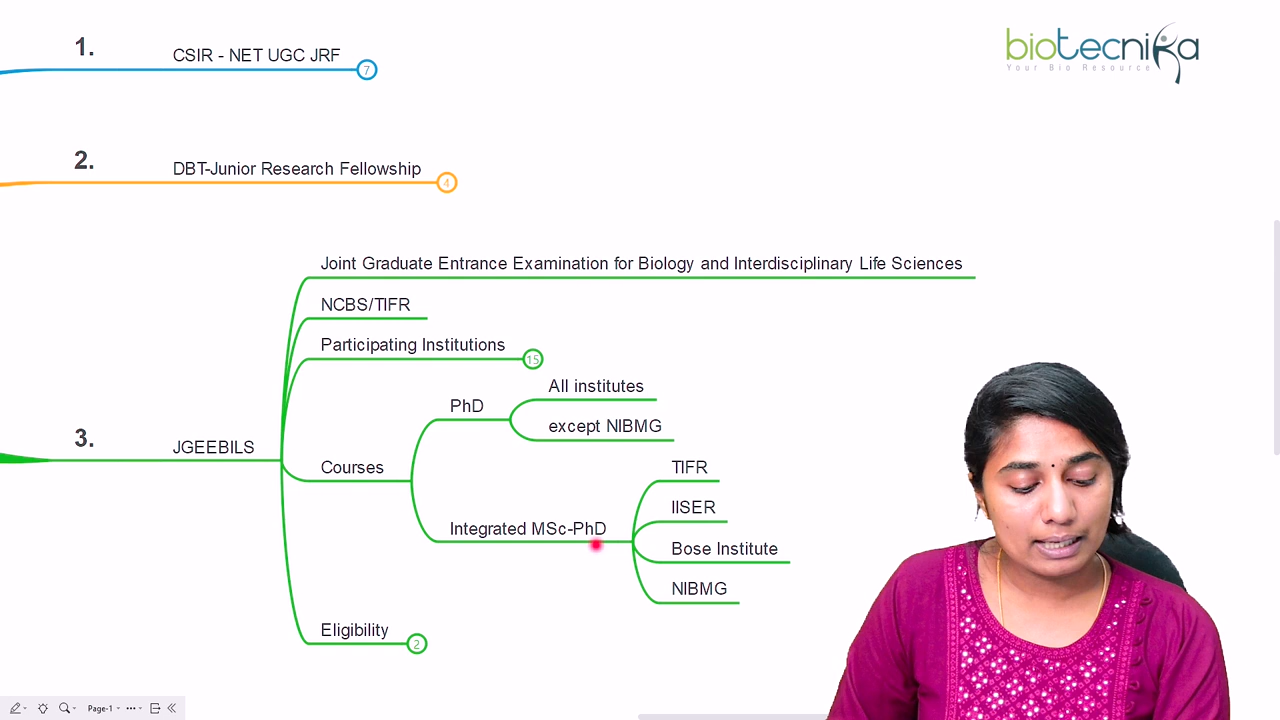 1.
CSIR - NET UGC JRF
7
biotecnika
Your Bio Resource
2.
DBT-Junior Research Fellowship
4
Joint Graduate Entrance Examination for Biology and Interdisciplinary Life Sciences
NCBS/TIFR
Participating Institutions
15
All institutes
PhD
except NIBMG
3.
JGEEBILS
Courses
TIFR
IISER
Integrated MSc-PhD
Bose Institute
NIBMG
Eligibility
2
Page-1